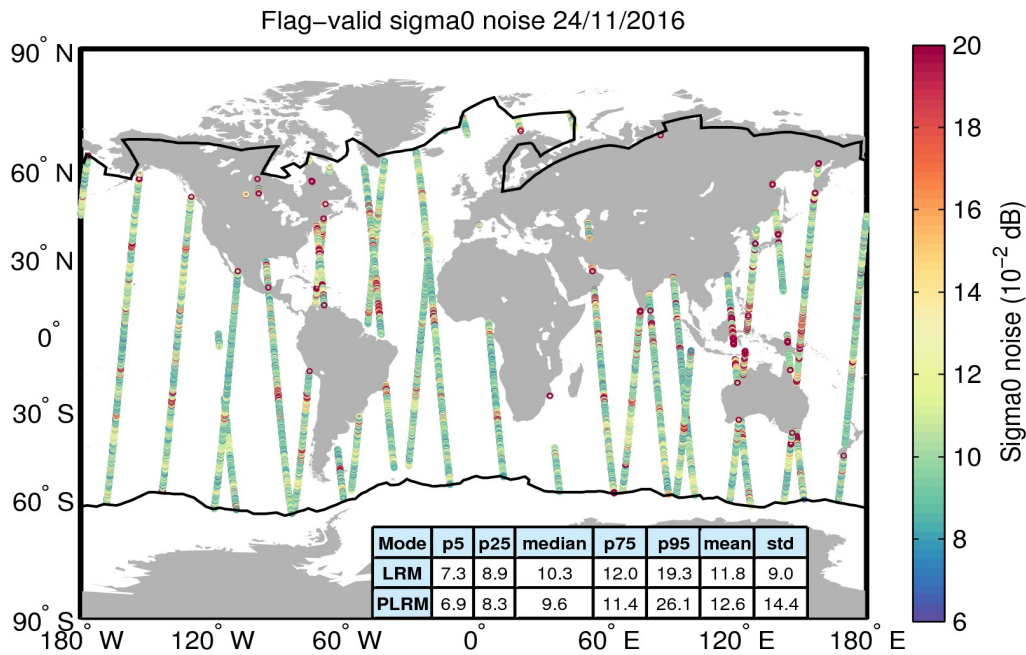 Flag−valid sigma0 noise 24/11/2016
90° N
60° N
30° N
0°
30° S
60° S
90° S
180° W
120° W
60° W
0°
60° E
120° E
180° E
20
18
16
14
12
10
8
6
Sigma0 noise (10⁻² dB)
Mode p5 p25 median p75 p95 mean std
LRM 7.3 8.9 10.3 12.0 19.3 11.8 9.0
PLRM 6.9 8.3 9.6 11.4 26.1 12.6 14.4